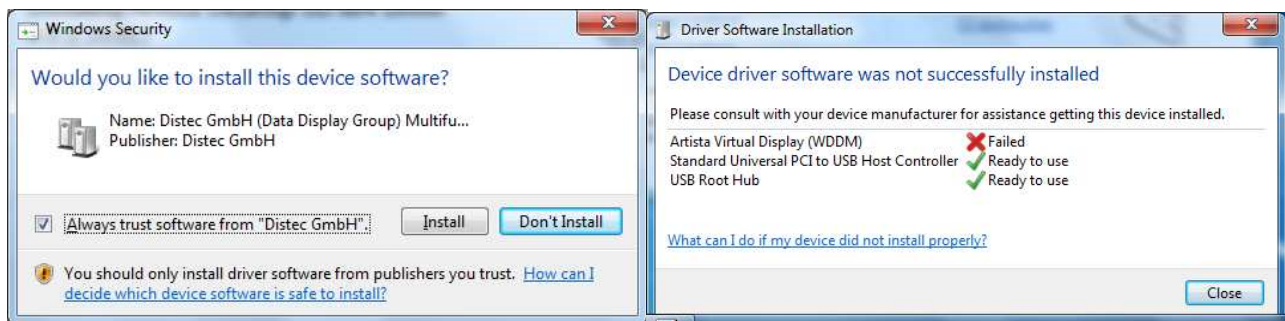 Windows Security
Would you like to install this device software?
Name: Distec GmbH (Data Display Group) Multifu...
Publisher: Distec GmbH
Always trust software from "Distec GmbH".
Install
Don't Install
You should only install driver software from publishers you trust. How can I
decide which device software is safe to install?
Driver Software Installation
Device driver software was not successfully installed
Please consult with your device manufacturer for assistance getting this device installed.
Artista Virtual Display (WDDM) Failed
Standard Universal PCI to USB Host Controller Ready to use
USB Root Hub Ready to use
What can I do if my device did not install properly?
Close